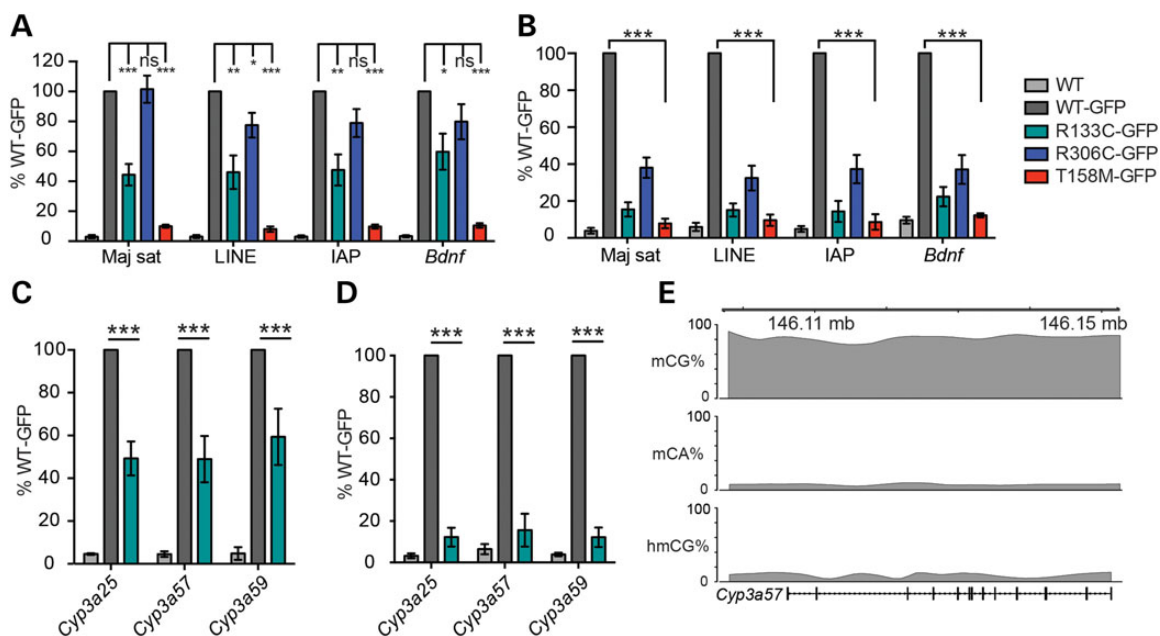 A
% WT-GFP
120
100
80
60
40
20
0
*** ns ***
** * ***
** ns ***
* ns ***
Maj sat LINE IAP Bdnf
B
% WT-GFP
100
80
60
40
20
0
*** *** *** ***
Maj sat LINE IAP Bdnf
WT
WT-GFP
R133C-GFP
R306C-GFP
T158M-GFP
C
% WT-GFP
100
80
60
40
20
0
*** *** ***
Cyp3a25 Cyp3a57 Cyp3a59
D
% WT-GFP
100
80
60
40
20
0
*** *** ***
Cyp3a25 Cyp3a57 Cyp3a59
E
146.11 mb 146.15 mb
100
mCG%
0
100
mCA%
0
100
hmCG%
0
Cyp3a57